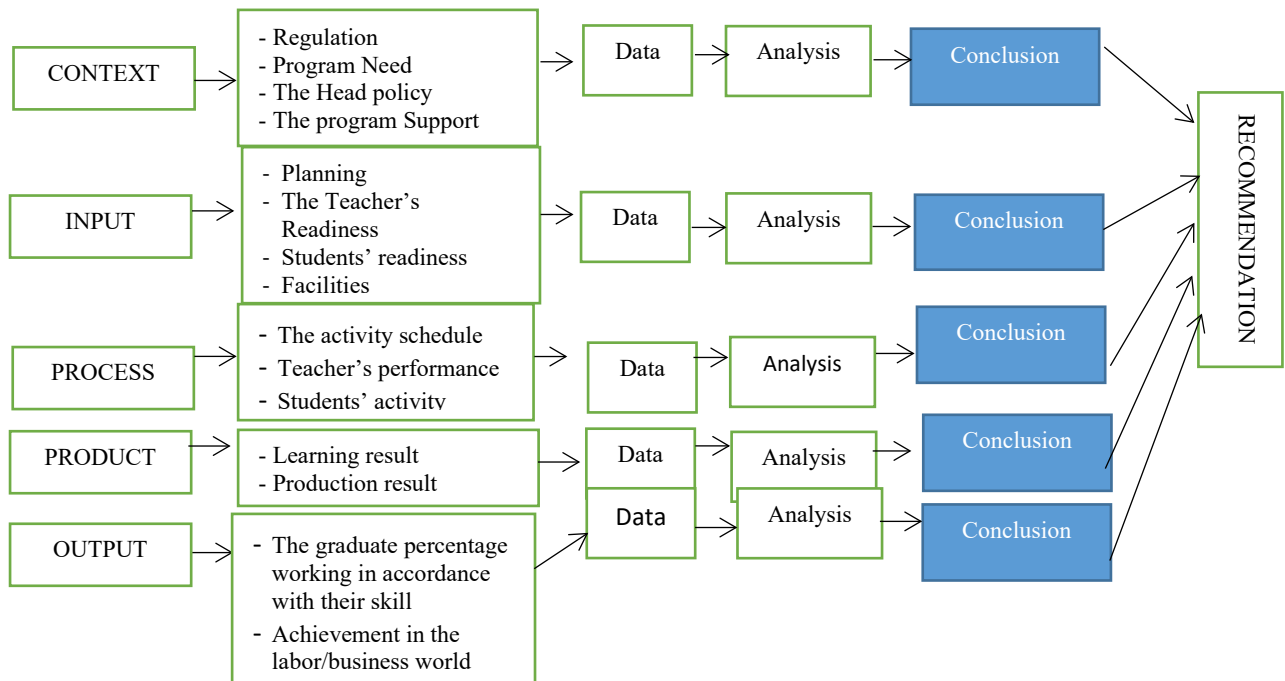 CONTEXT
- Regulation
- Program Need
- The Head policy
- The program Support
Data
Analysis
Conclusion
INPUT
- Planning
- The Teacher's
Readiness
- Students' readiness
- Facilities
Data
Analysis
Conclusion
PROCESS
- The activity schedule
- Teacher's performance
- Students' activity
Data
Analysis
Conclusion
PRODUCT
- Learning result
- Production result
Data
Analysis
Conclusion
OUTPUT
- The graduate percentage
working in accordance
with their skill
- Achievement in the
labor/business world
Data
Analysis
Conclusion
RECOMMENDATION